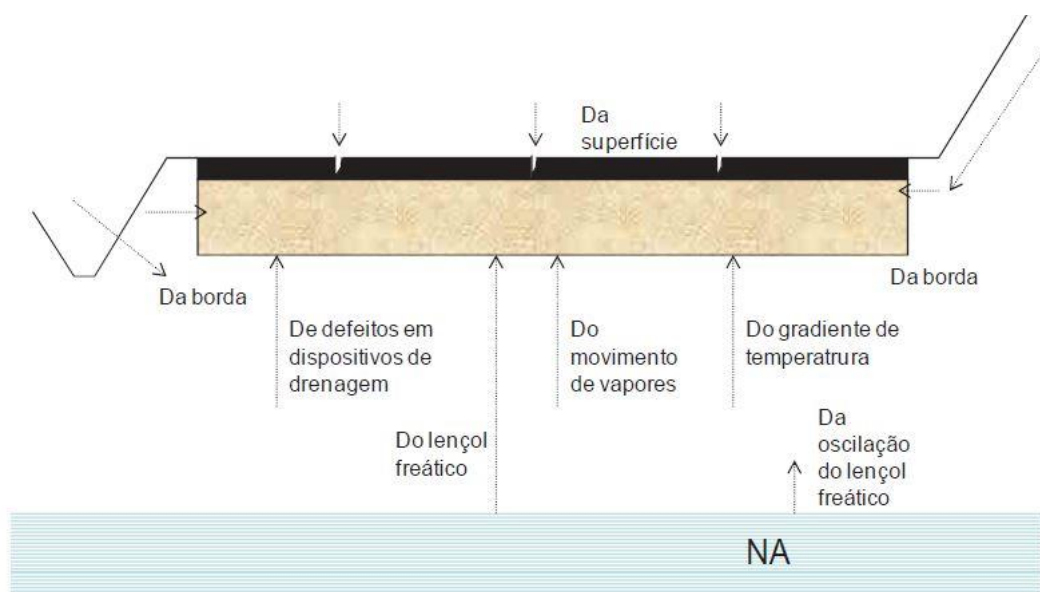 Da
superfície
Da borda
Da borda
De defeitos em
dispositivos de
drenagem
Do
movimento
de vapores
Do gradiente de
temperatrura
Do lençol
freático
Da
oscilação
do lençol
freático
NA